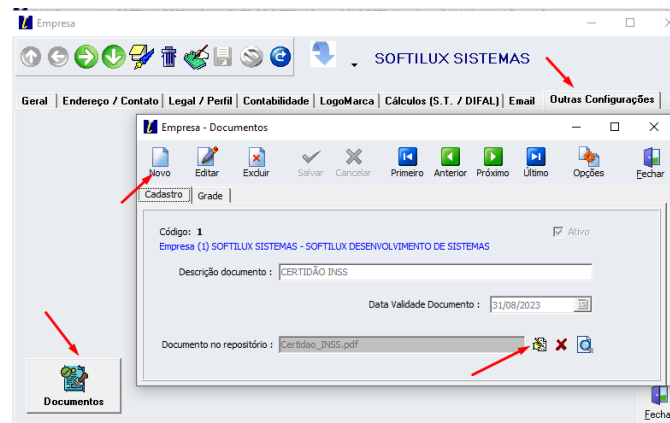 Empresa
SOFTILUX SISTEMAS
Geral Endereço / Contato Legal / Perfil Contabilidade LogoMarca Cálculos (S.T. / DIFAL) Email Outras Configurações
Empresa - Documentos
Novo Editar Excluir Salvar Cancelar Primeiro Anterior Próximo Último Opções Fechar
Cadastro Grade
Código: 1 Ativo
Empresa (1) SOFTILUX SISTEMAS - SOFTILUX DESENVOLVIMENTO DE SISTEMAS
Descrição documento : CERTIDÃO INSS
Data Validade Documento : 31/08/2023 15
Documento no repositório : Certidao_INSS.pdf
Documentos
Fecha